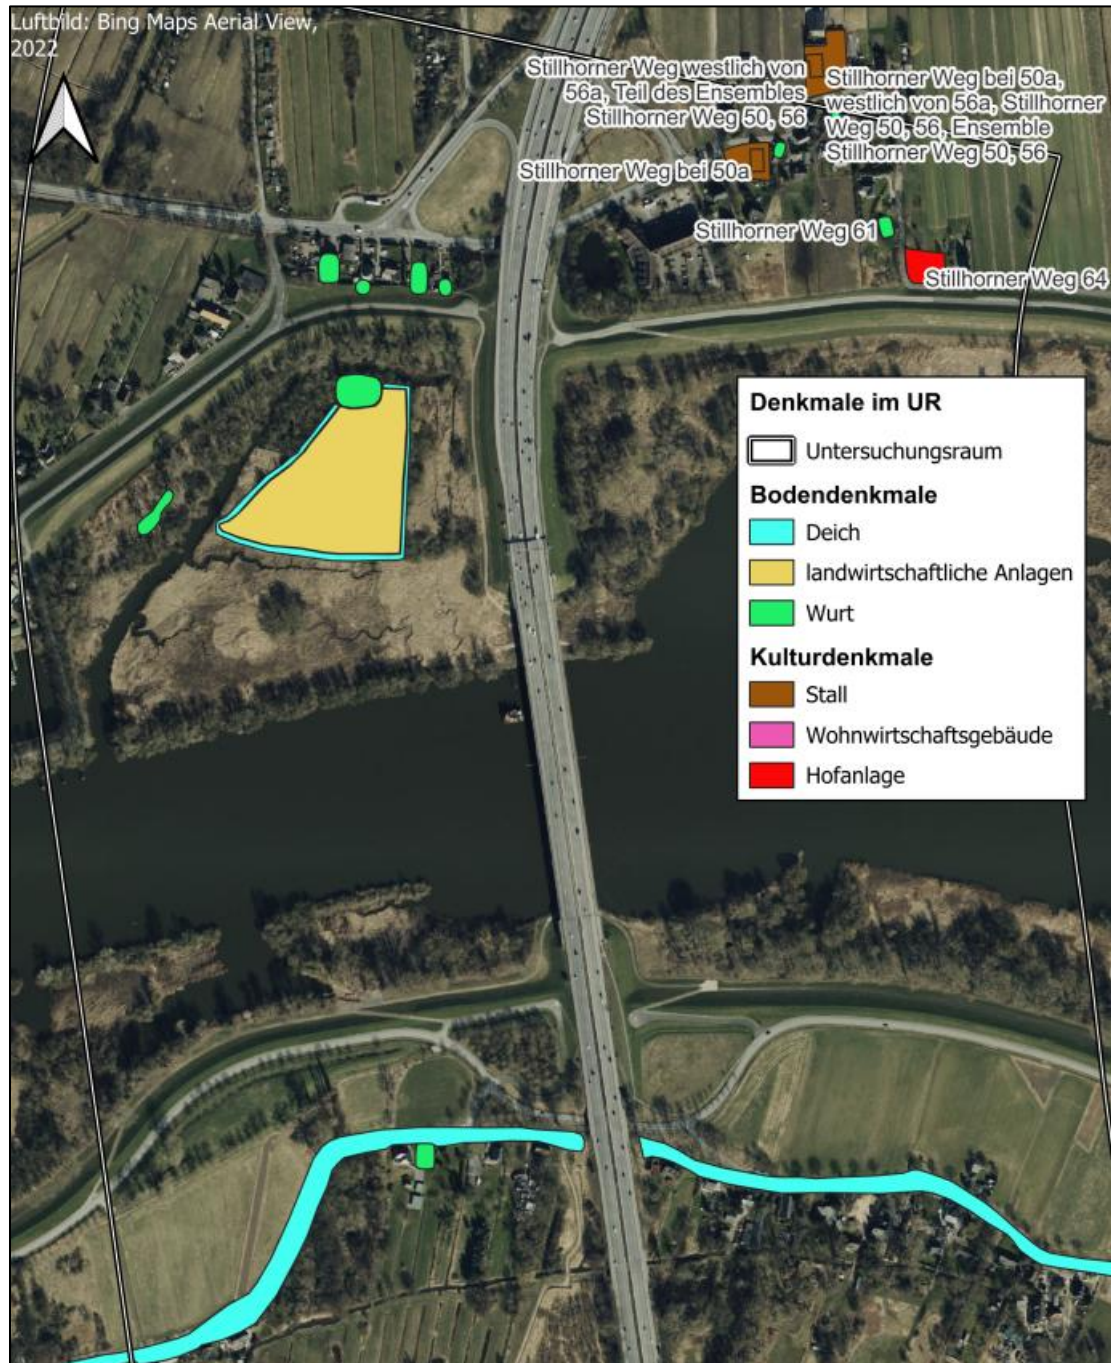 Luftbild: Bing Maps Aerial View,
2022
Stillhorner Weg westlich von
56a, Teil des Ensembles
Stillhorner Weg 50, 56
Stillhorner Weg bei 50a,
westlich von 56a, Stillhorner
Weg 50, 56, Ensemble
Stillhorner Weg 50, 56
Stillhorner Weg bei 50a
Stillhorner Weg 61
Stillhorner Weg 64
Denkmale im UR
Untersuchungsraum
Bodendenkmale
Deich
landwirtschaftliche Anlagen
Wurt
Kulturdenkmale
Stall
Wohnwirtschaftsgebäude
Hofanlage